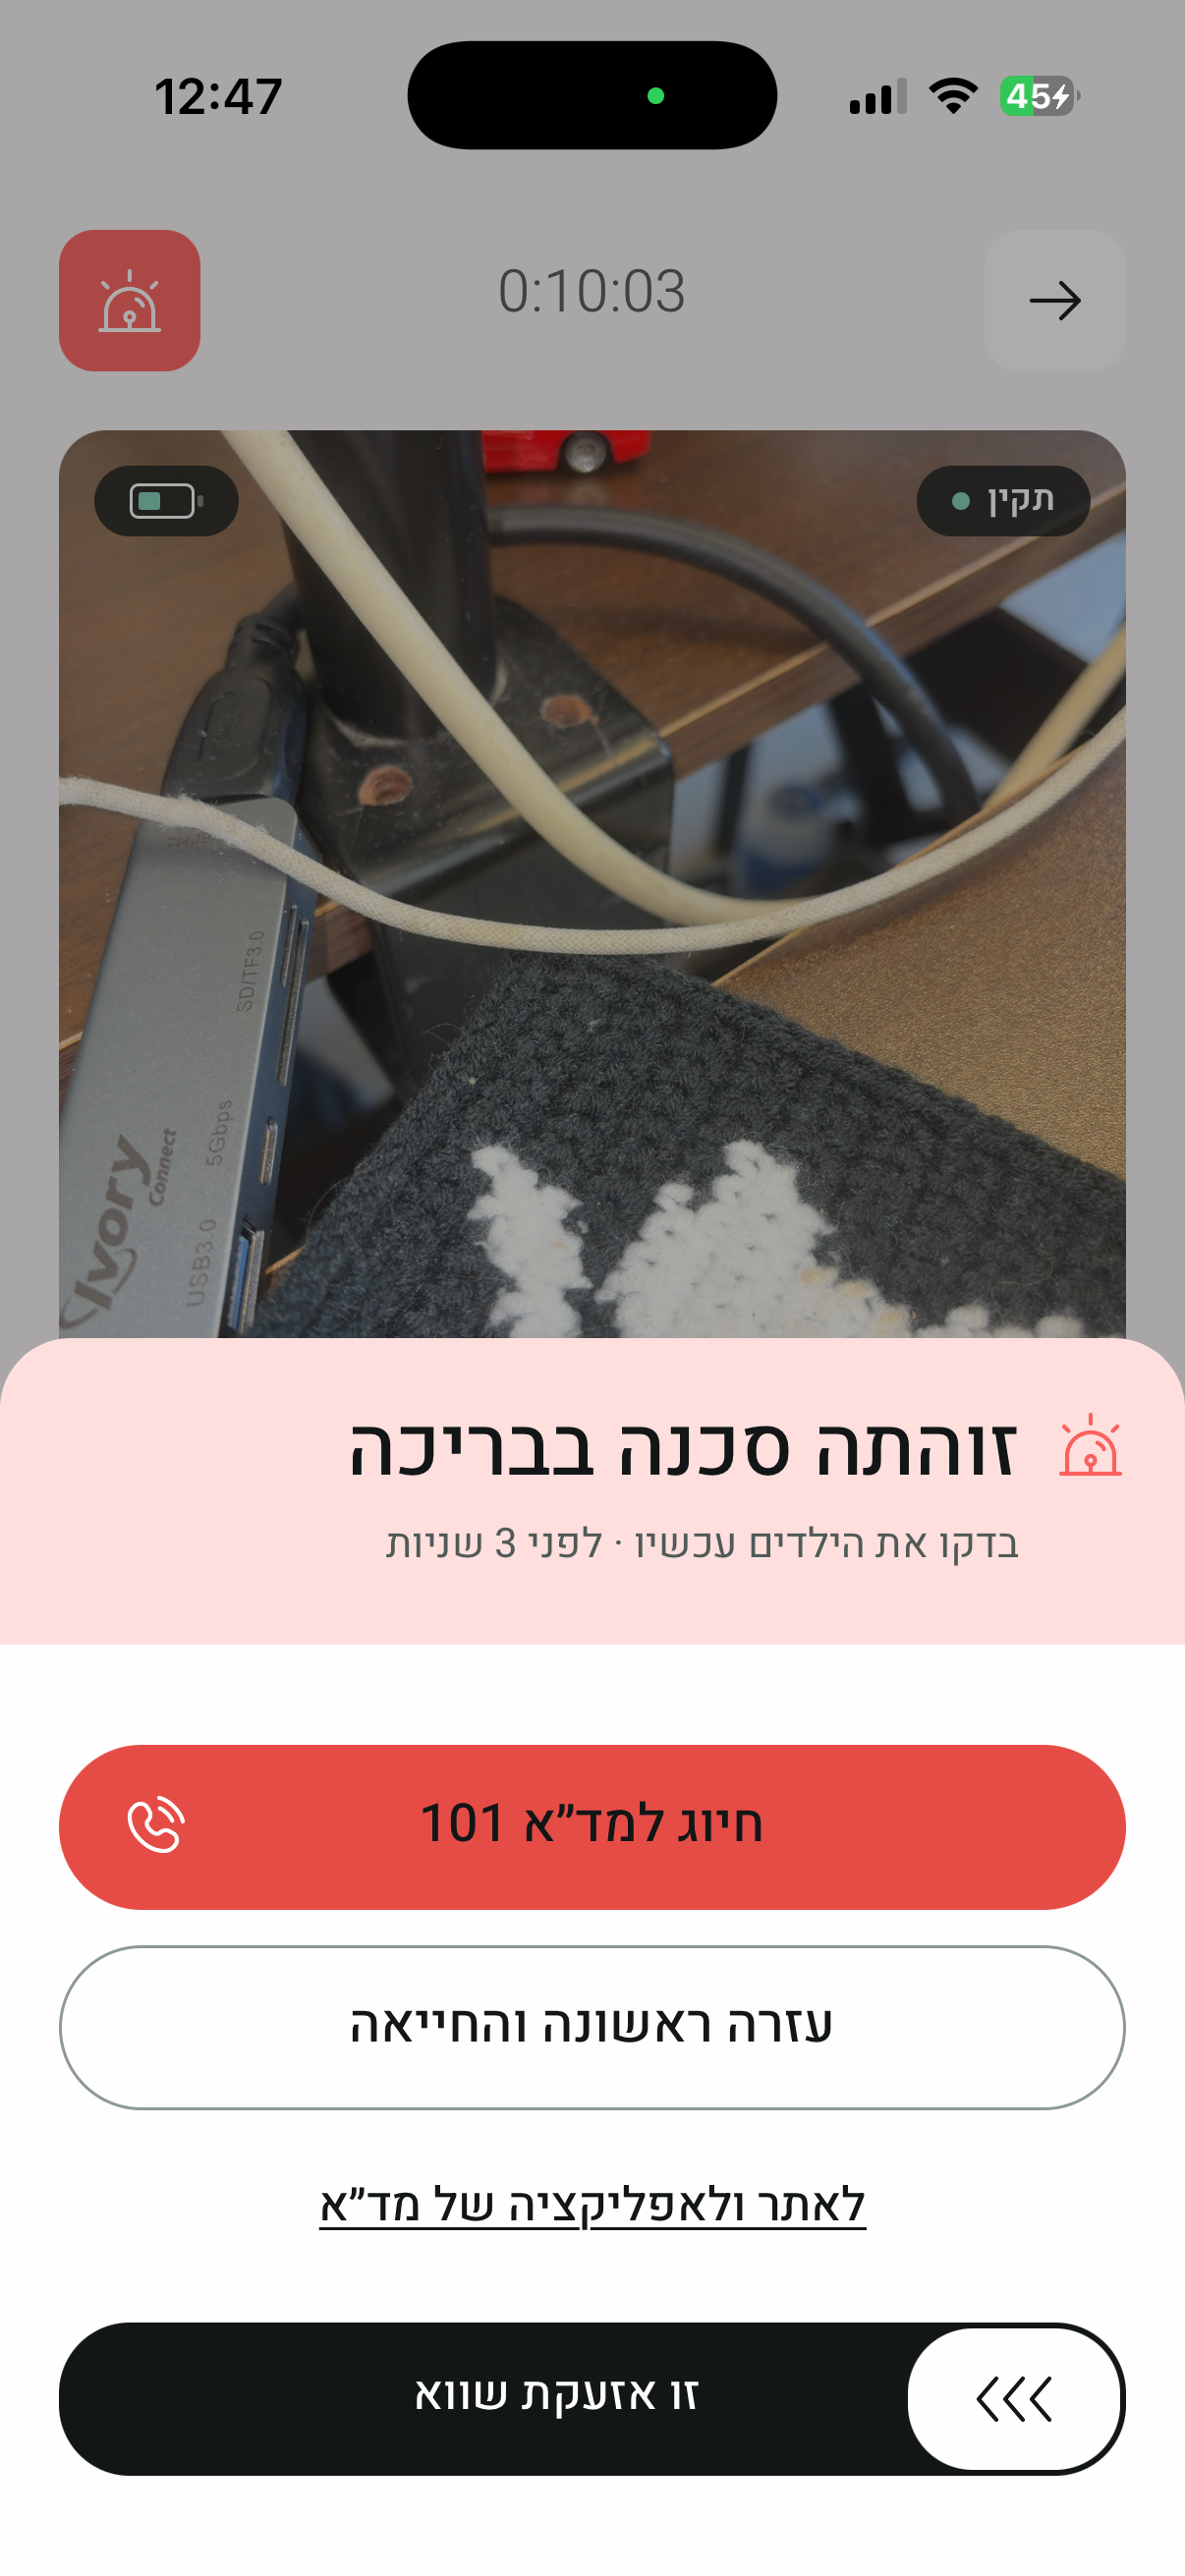 12:47
45
0:10:03
תקין
SD/TF3.0
5Gbps
Ivory
Connect
USB3.0
זוהתה סכנה בבריכה
בדקו את הילדים עכשיו · לפני 3 שניות
חיוג למד״א 101
עזרה ראשונה והחייאה
לאתר ולאפליקציה של מד״א
זו אזעקת שווא